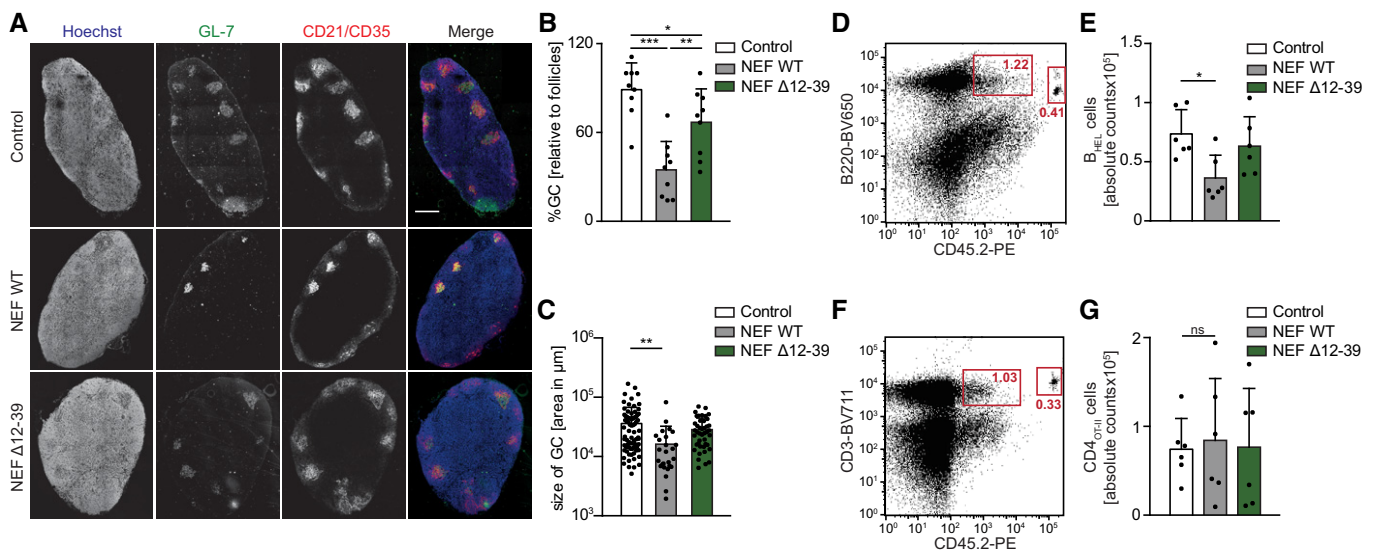 A
Hoechst
GL-7
CD21/CD35
Merge
Control
NEF WT
NEF Δ12-39
B
%GC [relative to follicles]
120
60
0
*
*** **
Control
NEF WT
NEF Δ12-39
C
size of GC [area in µm]
10⁶
10⁵
10⁴
10³
**
Control
NEF WT
NEF Δ12-39
D
B220-BV650
10⁵
10⁴
10³
10²
10¹
10⁰
1.22
0.41
10⁰ 10¹ 10² 10³ 10⁴ 10⁵
CD45.2-PE
E
B_HEL cells
[absolute countsx10⁵]
1.5
1
0.5
0
*
Control
NEF WT
NEF Δ12-39
F
CD3-BV711
10⁵
10⁴
10³
10²
10¹
10⁰
1.03
0.33
10⁰ 10¹ 10² 10³ 10⁴ 10⁵
CD45.2-PE
G
CD4_OT-II cells
[absolute countsx10⁵]
2
1
0
ns
Control
NEF WT
NEF Δ12-39